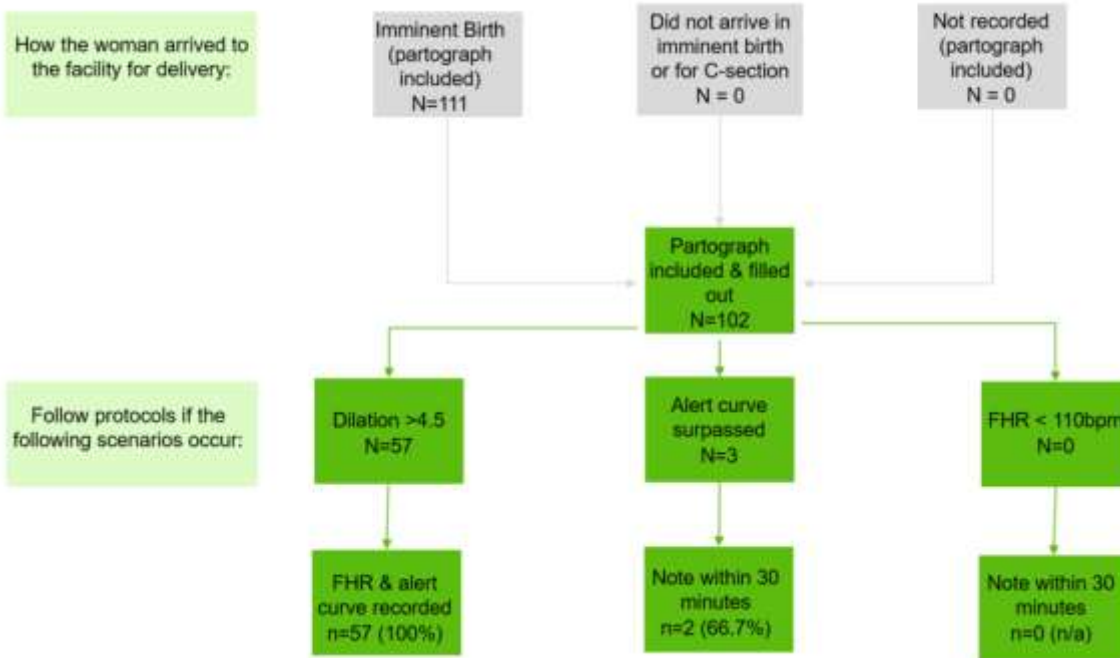 How the woman arrived to
the facility for delivery:
Imminent Birth
(partograph
included)
N=111
Did not arrive in
imminent birth
or for C-section
N = 0
Not recorded
(partograph
included)
N = 0
Partograph
included & filled
out
N=102
Follow protocols if the
following scenarios occur:
Dilation >4.5
N=57
Alert curve
surpassed
N=3
FHR < 110bpm
N=0
FHR & alert
curve recorded
n=57 (100%)
Note within 30
minutes
n=2 (66.7%)
Note within 30
minutes
n=0 (n/a)